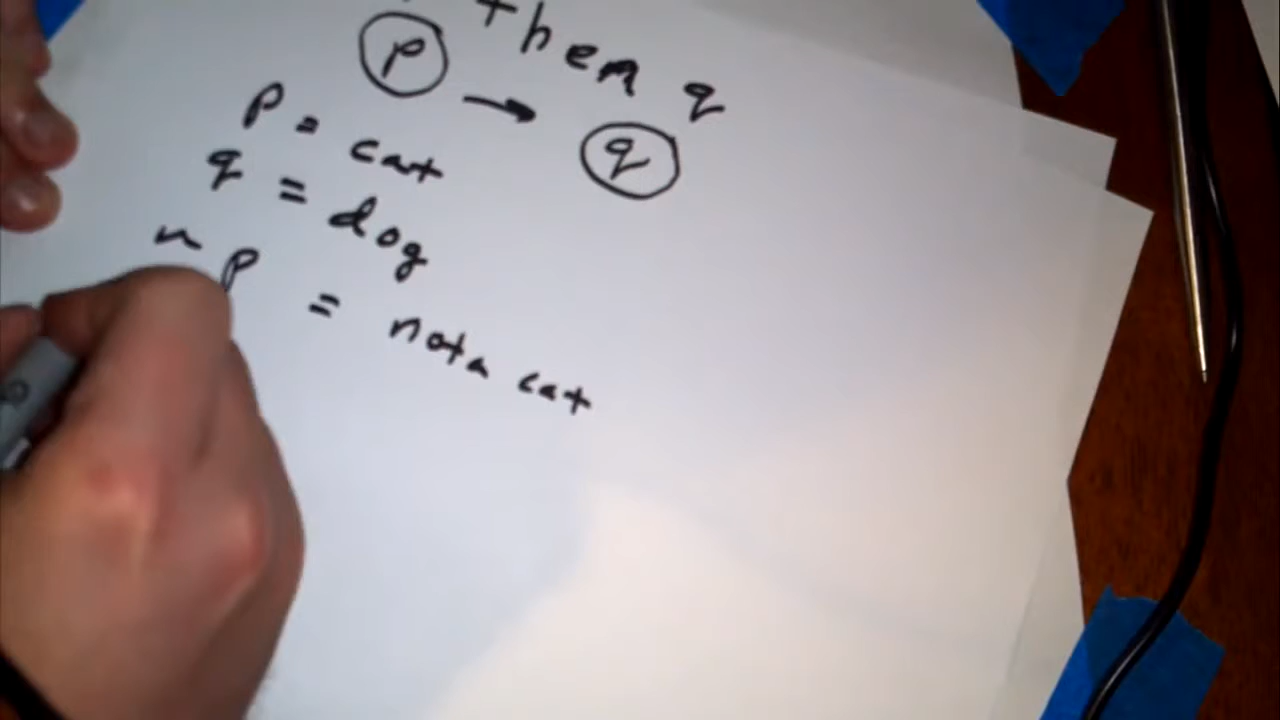 then q
p → q
p = cat
q = dog
~p = not a cat